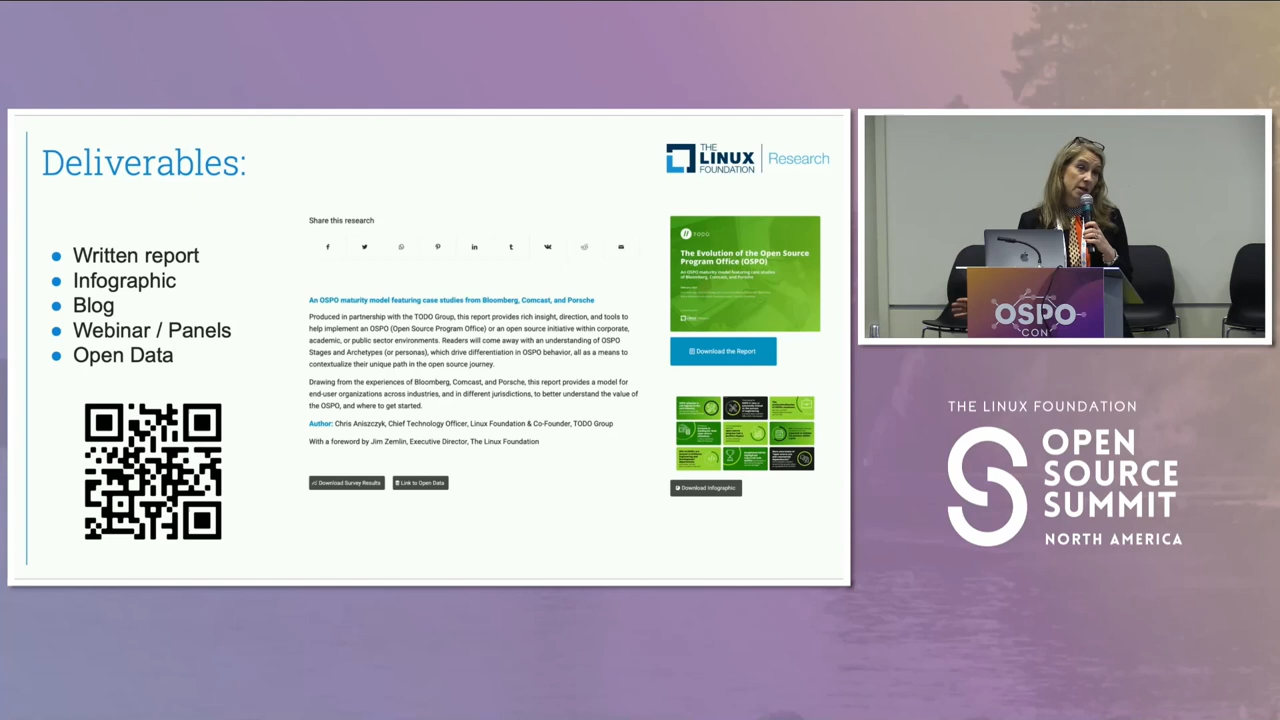 Deliverables:
THE
LINUX
FOUNDATION
Research
Written report
Infographic
Blog
Webinar / Panels
Open Data
Share this research
An OSPO maturity model featuring case studies from Bloomberg, Comcast, and Porsche
Produced in partnership with the TODO Group, this report provides rich insight, direction, and tools to
help implement an OSPO (Open Source Program Office) or an open source initiative within corporate,
academic, or public sector environments. Readers will come away with an understanding of OSPO
Stages and Archetypes (or personas), which drive differentiation in OSPO behavior, all as a means to
contextualize their unique path in the open source journey.
Drawing from the experiences of Bloomberg, Comcast, and Porsche, this report provides a model for
end-user organizations across industries, and in different jurisdictions, to better understand the value of
the OSPO, and where to get started.
Author: Chris Aniszczyk, Chief Technology Officer, Linux Foundation & Co-Founder, TODO Group
With a foreword by Jim Zemlin, Executive Director, The Linux Foundation
Download Survey Results
Link to Open Data
TODO
The Evolution of the Open Source
Program Office (OSPO)
An OSPO maturity model featuring case studies
of Bloomberg, Comcast, and Porsche
Download the Report
Download Infographic
OSPO
CON
THE LINUX FOUNDATION
OPEN
SOURCE
SUMMIT
NORTH AMERICA